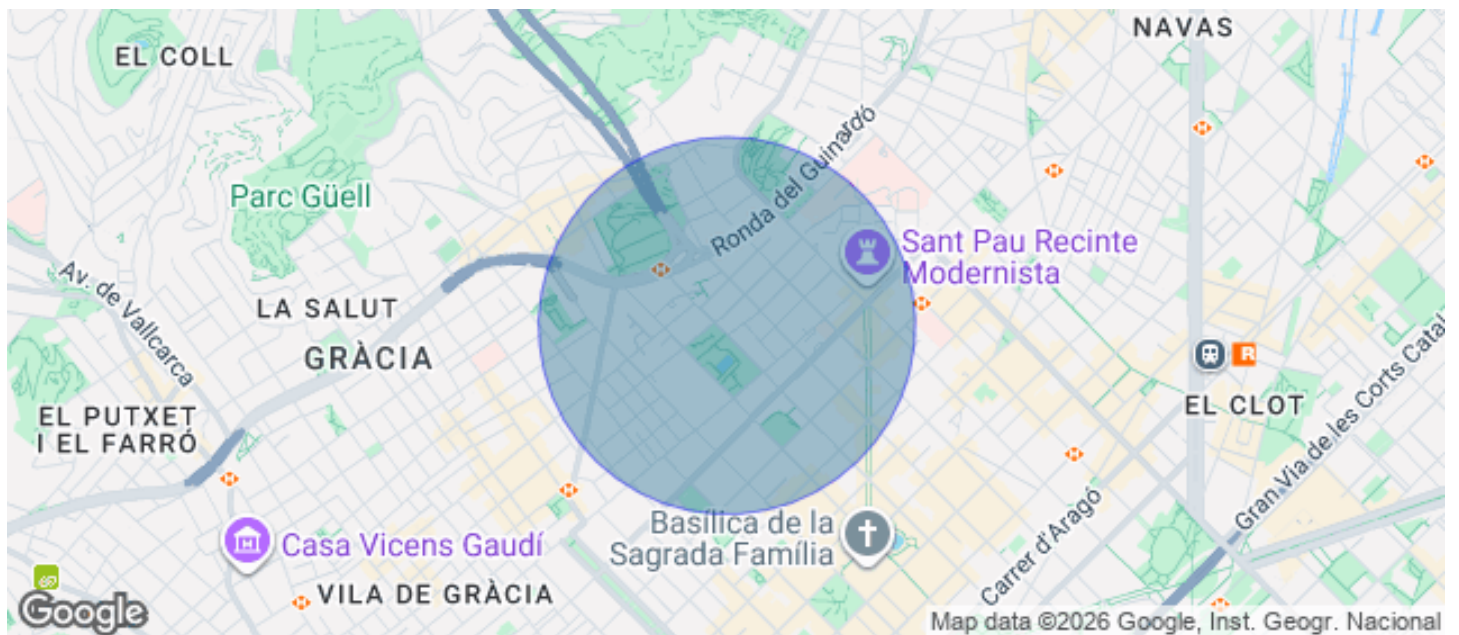 NAVAS
EL COLL
Parc Güell
Ronda del Guinardó
Sant Pau Recinte
Modernista
Av. de Vallcarca
LA SALUT
GRÀCIA
EL PUTXET
I EL FARRÓ
EL CLOT
Gran Via de les Corts Catal
Basílica de la
Sagrada Família
Casa Vicens Gaudí
Carrer d'Aragó
VILA DE GRÀCIA
R
Google
Map data ©2026 Google, Inst. Geogr. Nacional